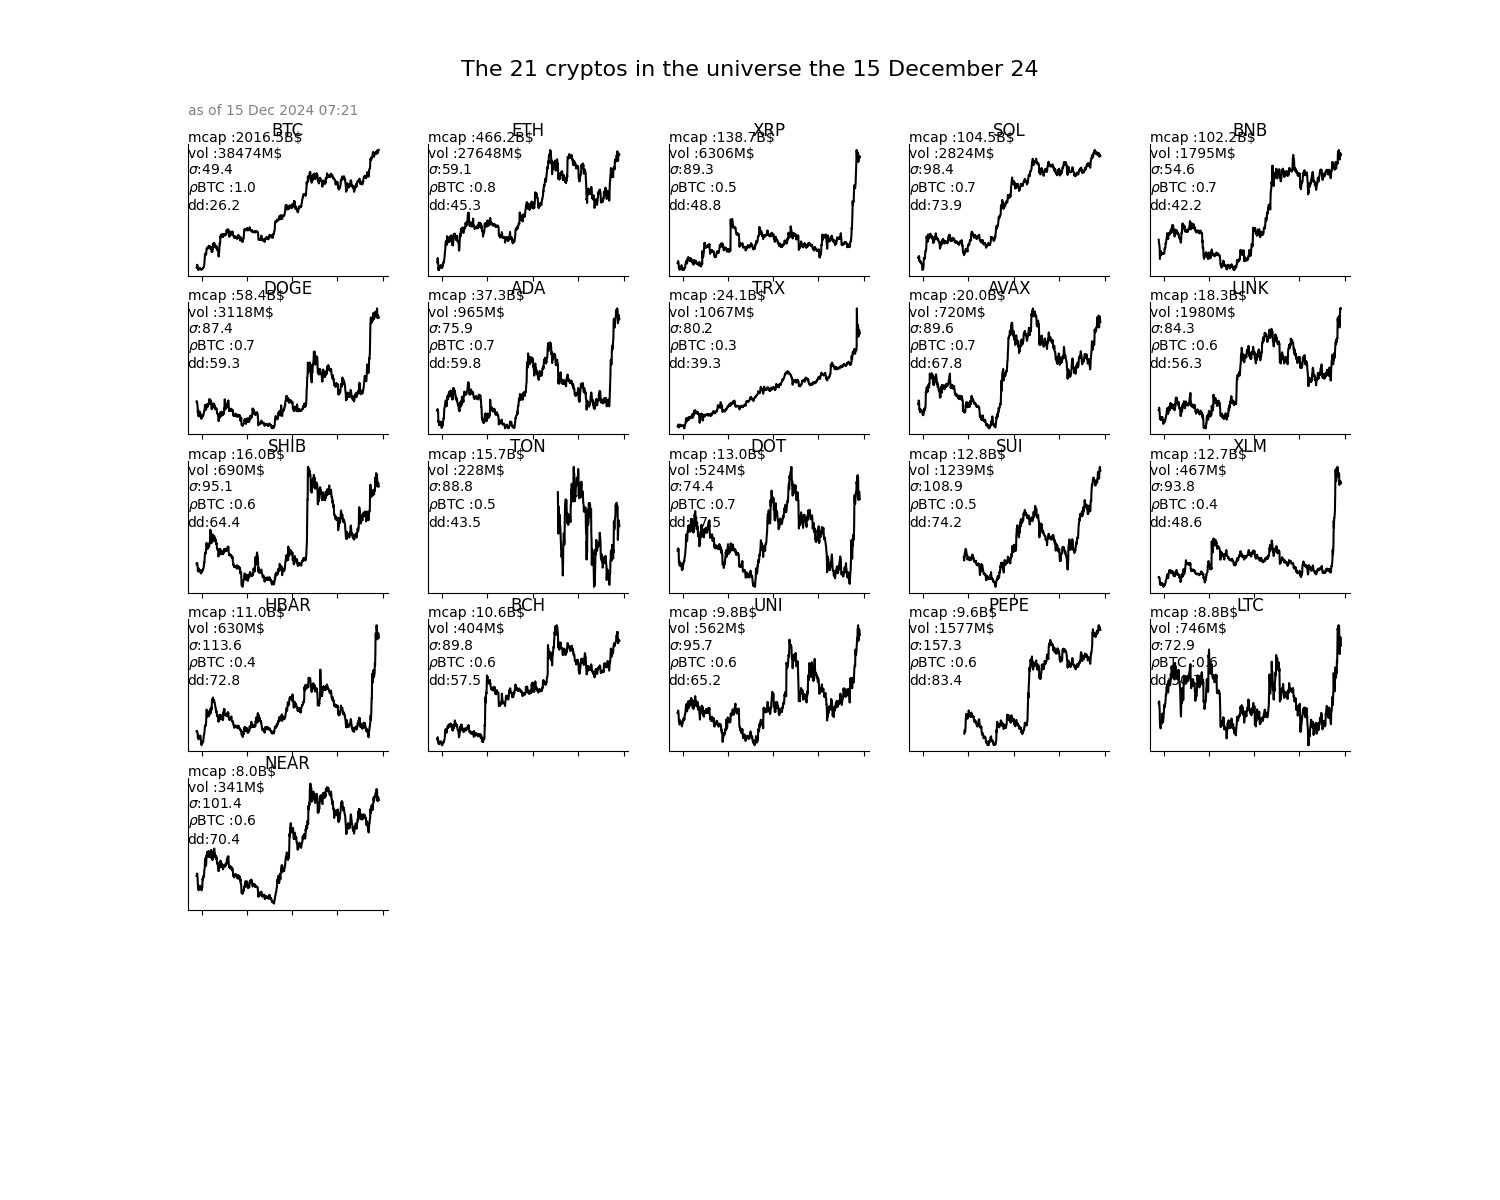 The 21 cryptos in the universe the 15 December 24
as of 15 Dec 2024 07:21
BTC
mcap :2016.5B$
vol :38474M$
σ:49.4
ρBTC :1.0
dd:26.2
ETH
mcap :466.2B$
vol :27648M$
σ:59.1
ρBTC :0.8
dd:45.3
XRP
mcap :138.7B$
vol :6306M$
σ:89.3
ρBTC :0.5
dd:48.8
SOL
mcap :104.5B$
vol :2824M$
σ:98.4
ρBTC :0.7
dd:73.9
BNB
mcap :102.2B$
vol :1795M$
σ:54.6
ρBTC :0.7
dd:42.2
DOGE
mcap :58.4B$
vol :3118M$
σ:87.4
ρBTC :0.7
dd:59.3
ADA
mcap :37.3B$
vol :965M$
σ:75.9
ρBTC :0.7
dd:59.8
TRX
mcap :24.1B$
vol :1067M$
σ:80.2
ρBTC :0.3
dd:39.3
AVAX
mcap :20.0B$
vol :720M$
σ:89.6
ρBTC :0.7
dd:67.8
LINK
mcap :18.3B$
vol :1980M$
σ:84.3
ρBTC :0.6
dd:56.3
SHIB
mcap :16.0B$
vol :690M$
σ:95.1
ρBTC :0.6
dd:64.4
TON
mcap :15.7B$
vol :228M$
σ:88.8
ρBTC :0.5
dd:43.5
DOT
mcap :13.0B$
vol :524M$
σ:74.4
ρBTC :0.7
SUI
mcap :12.8B$
vol :1239M$
σ:108.9
ρBTC :0.5
dd:74.2
XLM
mcap :12.7B$
vol :467M$
σ:93.8
ρBTC :0.4
dd:48.6
HBAR
mcap :11.0B$
vol :630M$
σ:113.6
ρBTC :0.4
dd:72.8
BCH
mcap :10.6B$
vol :404M$
σ:89.8
ρBTC :0.6
dd:57.5
UNI
mcap :9.8B$
vol :562M$
σ:95.7
ρBTC :0.6
dd:65.2
PEPE
mcap :9.6B$
vol :1577M$
σ:157.3
ρBTC :0.6
dd:83.4
LTC
mcap :8.8B$
vol :746M$
σ:72.9
ρBTC :0.6
NEAR
mcap :8.0B$
vol :341M$
σ:101.4
ρBTC :0.6
dd:70.4